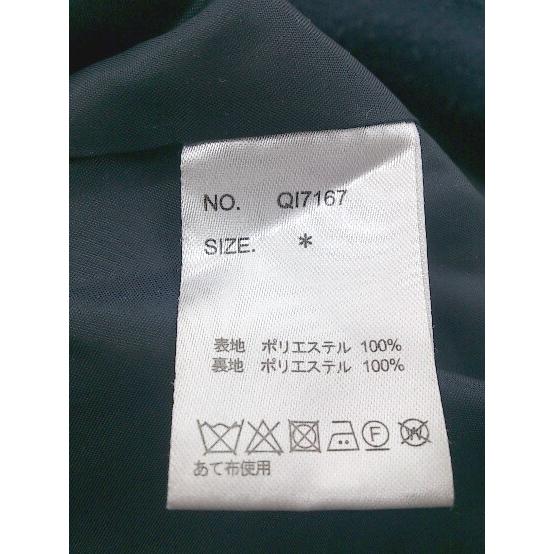 NO. QI7167
SIZE. *
表地 ポリエステル 100%
裏地 ポリエステル 100%
F W
あて布使用